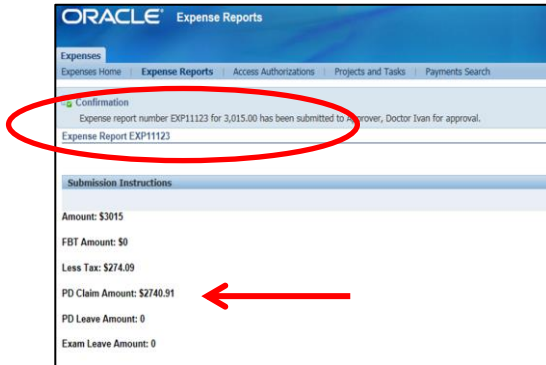 ORACLE Expense Reports
Expenses
Expenses Home Expense Reports Access Authorizations Projects and Tasks Payments Search
Confirmation
Expense report number EXP11123 for 3,015.00 has been submitted to Approver, Doctor Ivan for approval.
Expense Report EXP11123
Submission Instructions
Amount: $3015
FBT Amount: $0
Less Tax: $274.09
PD Claim Amount: $2740.91
PD Leave Amount: 0
Exam Leave Amount: 0